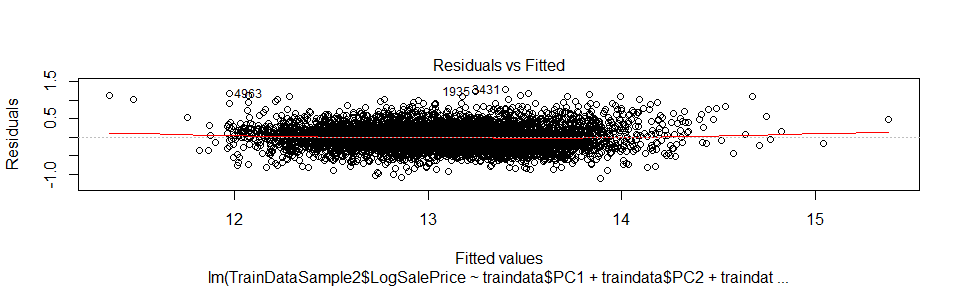 Residuals vs Fitted
Residuals
1.5
0.5
-1.0
4963
1935
3431
12
13
14
15
Fitted values
lm(TrainDataSample2$LogSalePrice ~ traindata$PC1 + traindata$PC2 + traindat ...